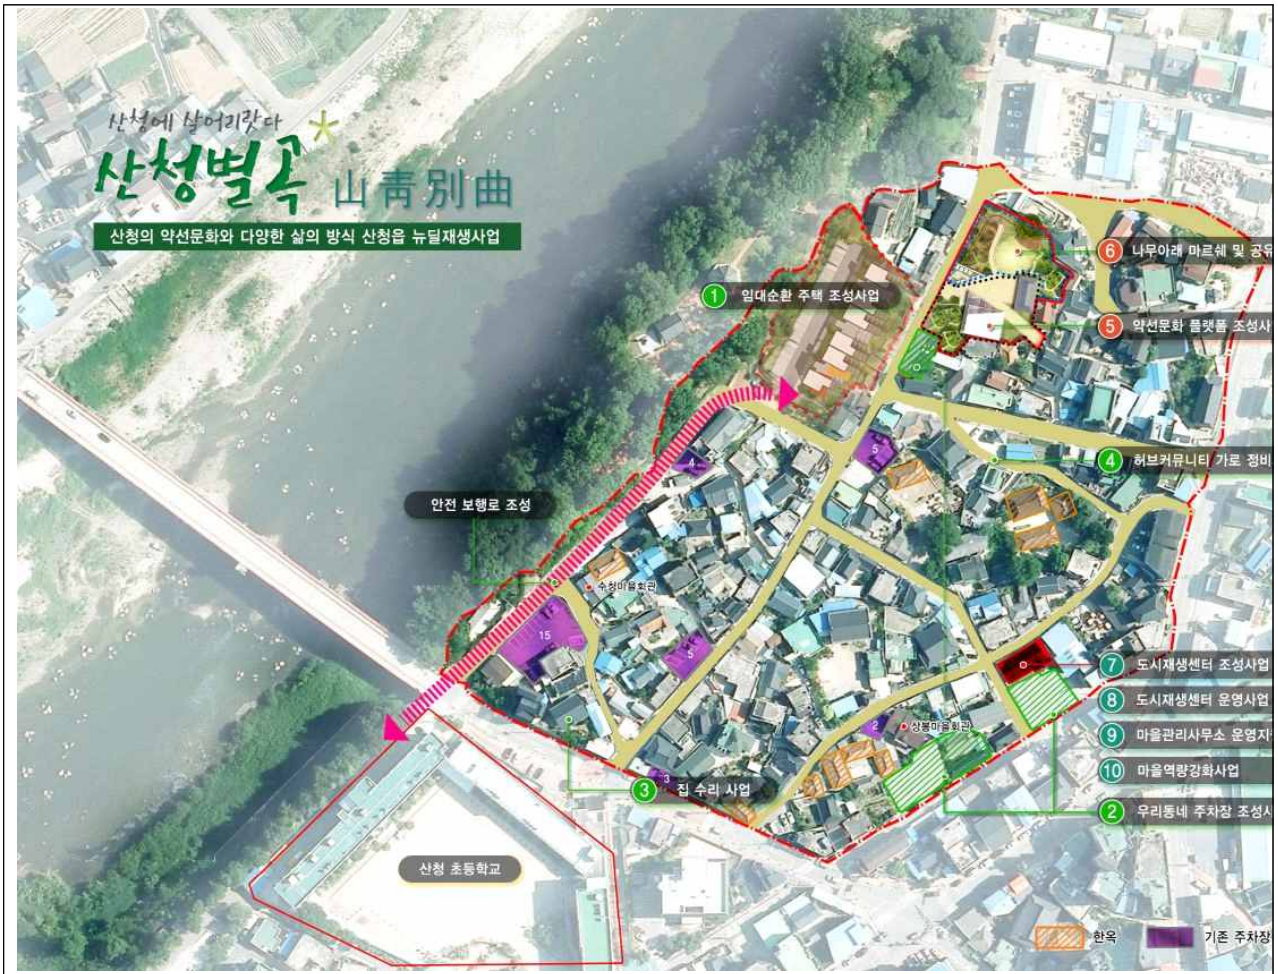 산청에 살어리랏다
산청별곡 山靑別曲
산청의 약선문화와 다양한 삶의 방식 산청읍 뉴딜재생사업
6 나무아래 마르쉐 및 공유
1 임대순환 주택 조성사업
5 약선문화 플랫폼 조성사
5
4
4 허브커뮤니티 가로 정비
안전 보행로 조성
수청마을회관
15
5
7 도시재생센터 조성사업
8 도시재생센터 운영사업
2
상봉마을회관
9 마을관리사무소 운영지
10 마을역량강화사업
3
3 집 수리 사업
2 우리동네 주차장 조성사
산청 초등학교
한옥
기존 주차장